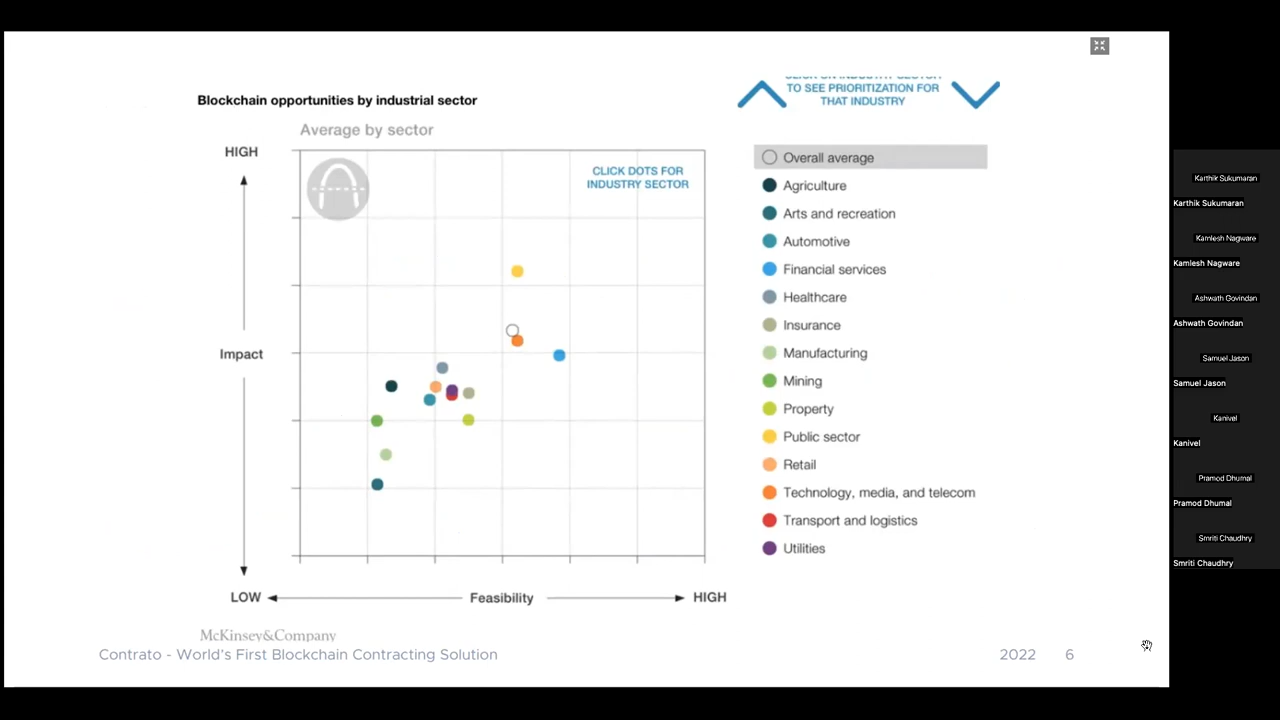 Blockchain opportunities by industrial sector
CLICK ON INDUSTRY SECTOR
TO SEE PRIORITIZATION FOR
THAT INDUSTRY
Average by sector
HIGH
CLICK DOTS FOR
INDUSTRY SECTOR
Impact
LOW
Feasibility
HIGH
Overall average
Agriculture
Arts and recreation
Automotive
Financial services
Healthcare
Insurance
Manufacturing
Mining
Property
Public sector
Retail
Technology, media, and telecom
Transport and logistics
Utilities
McKinsey&Company
Contrato - World's First Blockchain Contracting Solution
2022 6
Karthik Sukumaran
Karthik Sukumaran
Kamlesh Nagware
Kamlesh Nagware
Ashwath Govindan
Ashwath Govindan
Samuel Jason
Samuel Jason
Kanivel
Kanivel
Pramod Dhumal
Pramod Dhumal
Smriti Chaudhry
Smriti Chaudhry